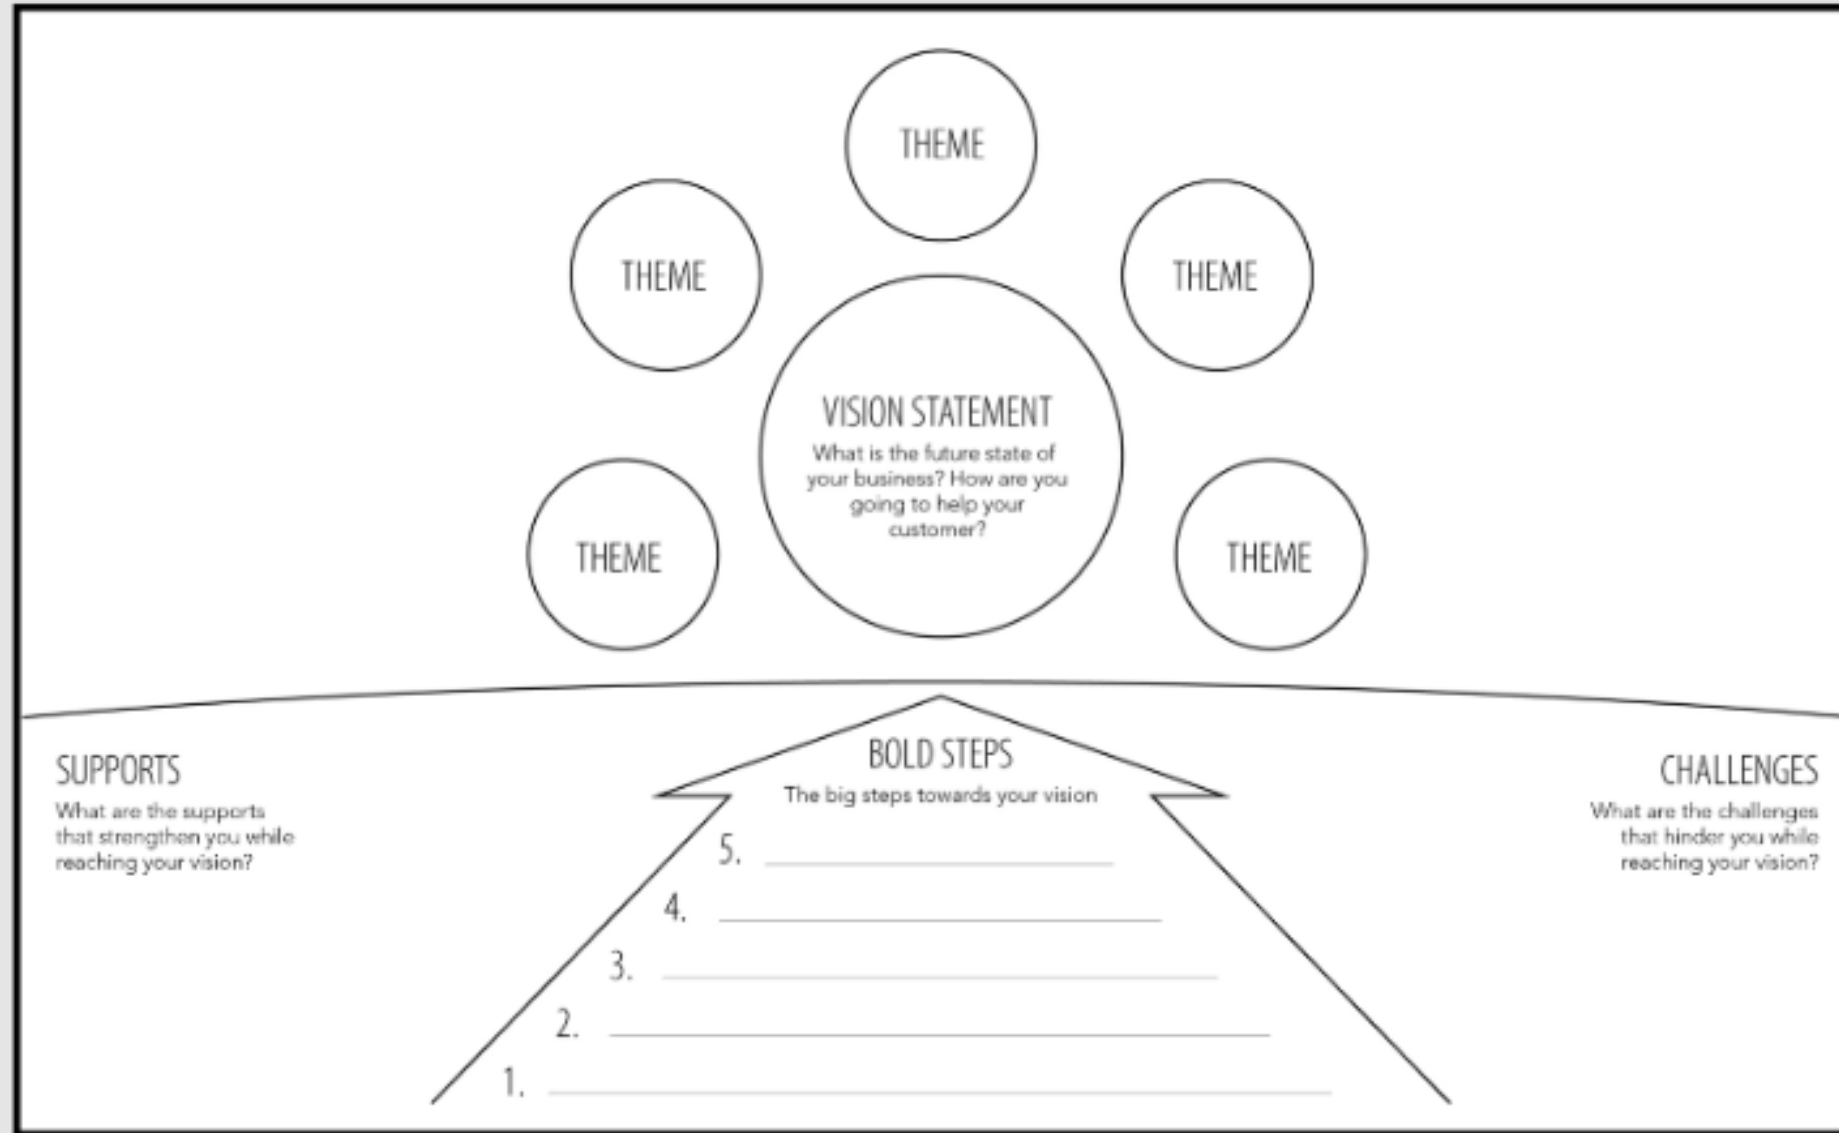 THEME
THEME
THEME
VISION STATEMENT
What is the future state of
your business? How are you
going to help your
customer?
THEME
THEME
SUPPORTS
What are the supports
that strengthen you while
reaching your vision?
BOLD STEPS
The big steps towards your vision
5.
4.
3.
2.
1.
CHALLENGES
What are the challenges
that hinder you while
reaching your vision?